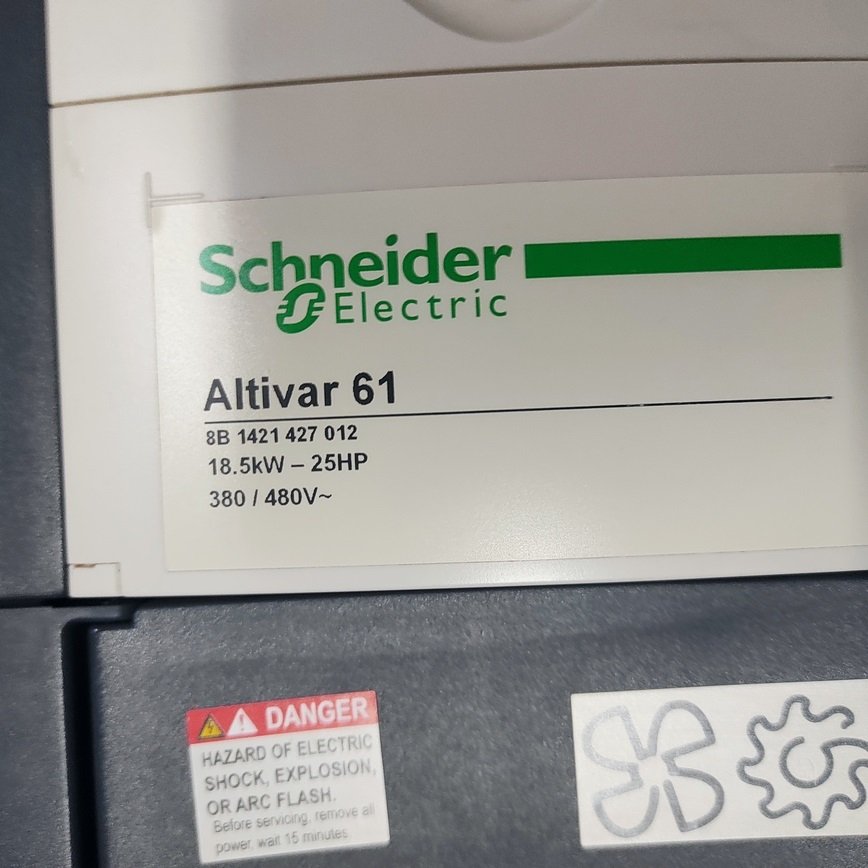 Schneider
Electric
Altivar 61
8B 1421 427 012
18.5kW – 25HP
380 / 480V~
DANGER
HAZARD OF ELECTRIC
SHOCK, EXPLOSION,
OR ARC FLASH.
Before servicing, remove all
power, wait 15 minutes.